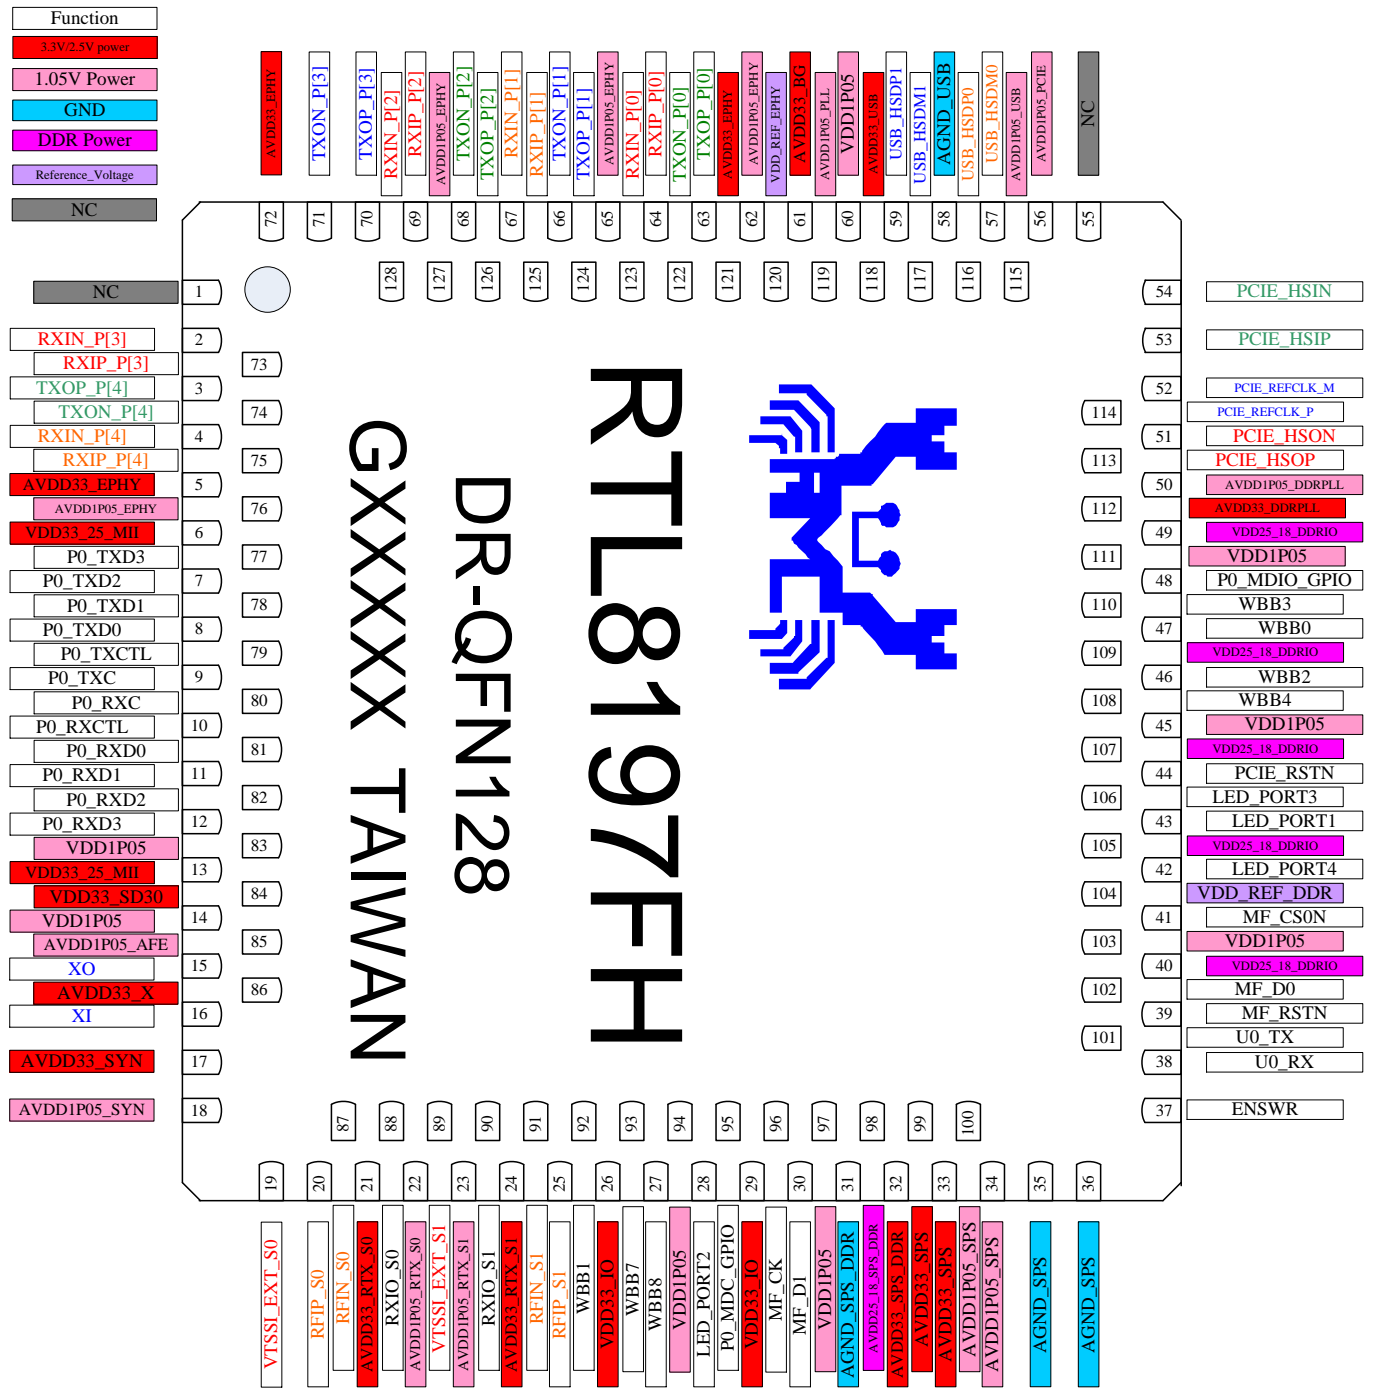 Function
3.3V/2.5V power
1.05V Power
GND
DDR Power
Reference_Voltage
NC
AVDD33_EPHY
TXON_P[3]
TXOP_P[3]
RXIN_P[2]
RXIP_P[2]
AVDD1P05_EPHY
TXON_P[2]
TXOP_P[2]
RXIN_P[1]
RXIP_P[1]
TXON_P[1]
TXOP_P[1]
AVDD1P05_EPHY
RXIN_P[0]
RXIP_P[0]
TXON_P[0]
TXOP_P[0]
AVDD33_EPHY
AVDD1P05_EPHY
VDD_REF_EPHY
AVDD33_BG
AVDD1P05_PLL
VDD1P05
AVDD33_USB
USB_HSDP1
USB_HSDM1
AGND_USB
USB_HSDP0
USB_HSDM0
AVDD1P05_USB
AVDD1P05_PCIE
NC
72
71
70
69
68
67
66
65
64
63
62
61
60
59
58
57
56
55
128
127
126
125
124
123
122
121
120
119
118
117
116
115
NC
RXIN_P[3]
RXIP_P[3]
TXOP_P[4]
TXON_P[4]
RXIN_P[4]
RXIP_P[4]
AVDD33_EPHY
AVDD1P05_EPHY
VDD33_25_MII
P0_TXD3
P0_TXD2
P0_TXD1
P0_TXD0
P0_TXCTL
P0_TXC
P0_RXC
P0_RXCTL
P0_RXD0
P0_RXD1
P0_RXD2
P0_RXD3
VDD1P05
VDD33_25_MII
VDD33_SD30
VDD1P05
AVDD1P05_AFE
XO
AVDD33_X
XI
AVDD33_SYN
AVDD1P05_SYN
1
2
3
4
5
6
7
8
9
10
11
12
13
14
15
16
17
18
73
74
75
76
77
78
79
80
81
82
83
84
85
86
RTL8197FH
DR-QFN128
GXXXXXX TAIWAN
114
113
112
111
110
109
108
107
106
105
104
103
102
101
54
53
52
51
50
49
48
47
46
45
44
43
42
41
40
39
38
37
PCIE_HSIN
PCIE_HSIP
PCIE_REFCLK_M
PCIE_REFCLK_P
PCIE_HSON
PCIE_HSOP
AVDD1P05_DDRPLL
AVDD33_DDRPLL
VDD25_18_DDRIO
VDD1P05
P0_MDIO_GPIO
WBB3
WBB0
VDD25_18_DDRIO
WBB2
WBB4
VDD1P05
VDD25_18_DDRIO
PCIE_RSTN
LED_PORT3
LED_PORT1
VDD25_18_DDRIO
LED_PORT4
VDD_REF_DDR
MF_CS0N
VDD1P05
VDD25_18_DDRIO
MF_D0
MF_RSTN
U0_TX
U0_RX
ENSWR
87
88
89
90
91
92
93
94
95
96
97
98
99
100
19
20
21
22
23
24
25
26
27
28
29
30
31
32
33
34
35
36
VTSSI_EXT_S0
RFIP_S0
RFIN_S0
AVDD33_RTX_S0
RXIO_S0
AVDD1P05_RTX_S0
VTSSI_EXT_S1
AVDD1P05_RTX_S1
RXIO_S1
AVDD33_RTX_S1
RFIN_S1
RFIP_S1
WBB1
VDD33_IO
WBB7
WBB8
VDD1P05
LED_PORT2
P0_MDC_GPIO
VDD33_IO
MF_CK
MF_D1
VDD1P05
AGND_SPS_DDR
AVDD25_18_SPS_DDR
AVDD33_SPS_DDR
AVDD33_SPS
AVDD33_SPS
AVDD1P05_SPS
AVDD1P05_SPS
AGND_SPS
AGND_SPS